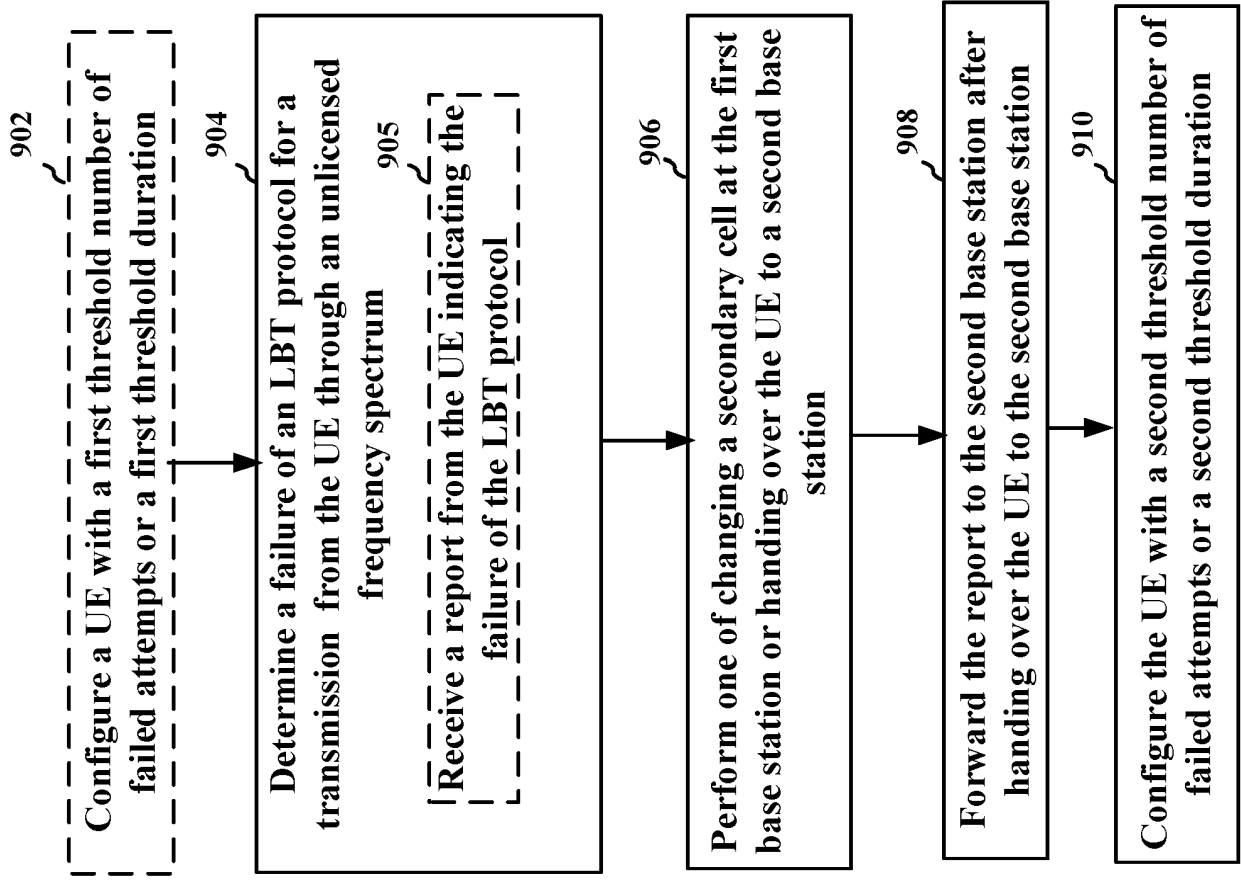 902
Configure a UE with a first threshold number of
failed attempts or a first threshold duration
904
Determine a failure of an LBT protocol for a
transmission from the UE through an unlicensed
frequency spectrum
905
Receive a report from the UE indicating the
failure of the LBT protocol
906
Perform one of changing a secondary cell at the first
base station or handing over the UE to a second base
station
908
Forward the report to the second base station after
handing over the UE to the second base station
910
Configure the UE with a second threshold number of
failed attempts or a second threshold duration